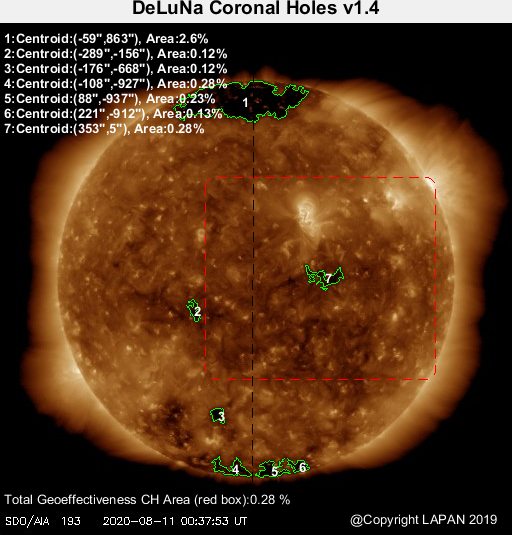 DeLuNa Coronal Holes v1.4
1:Centroid:(-59",863"), Area:2.6%
2:Centroid:(-289",-156"), Area:0.12%
3:Centroid:(-176",-668"), Area:0.12%
4:Centroid:(-108",-927"), Area:0.28%
5:Centroid:(88",-937"), Area:0.23%
6:Centroid:(221",-912"), Area:0.13%
7:Centroid:(353",5"), Area:0.28%
1
7
2
3
4
5
6
Total Geoeffectiveness CH Area (red box):0.28 %
SDO/AIA 193 2020-08-11 00:37:53 UT
@Copyright LAPAN 2019